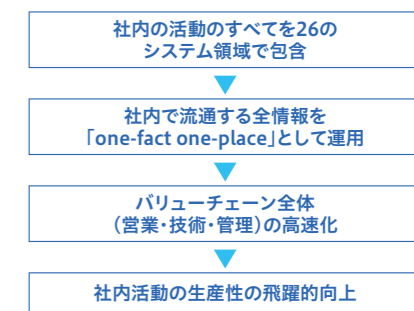 社内の活動のすべてを26の
システム領域で包含
社内で流通する全情報を
「one-fact one-place」として運用
バリューチェーン全体
（営業・技術・管理）の高速化
社内活動の生産性の飛躍的向上